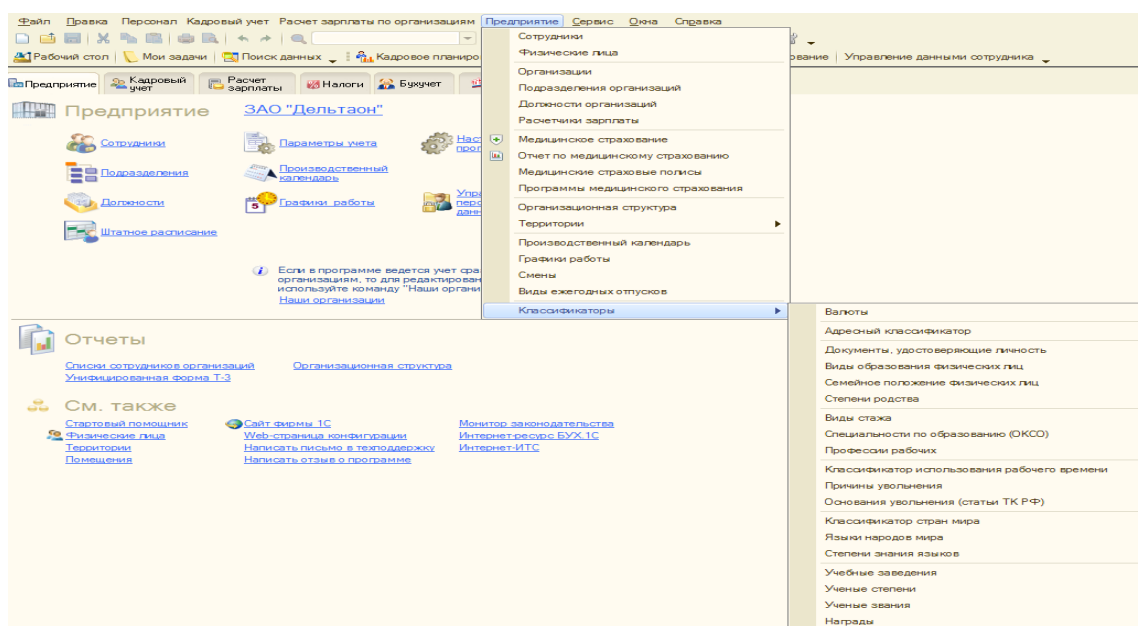 Файл Правка Персонал Кадровый учет Расчет зарплаты по организациям Предприятие Сервис Окна Справка
Рабочий стол Мои задачи Поиск данных Кадровое планиро
ование Управление данными сотрудника
Предприятие Кадровый учет Расчет зарплаты Налоги Бухучет
Предприятие
ЗАО "Дельтаон"
Сотрудники
Параметры учета
Нас
прог
Подразделения
Производственный
календарь
Должности
Графики работы
Упра
перс
данн
Штатное расписание
Если в программе ведется учет сра
организациям, то для редактирован
используйте команду "Наши органи
Наши организации
Отчеты
Списки сотрудников организаций
Организационная структура
Унифицированная форма Т-3
См. также
Стартовый помощник
Сайт фирмы 1С
Монитор законодательства
Физические лица
Web-страница конфигурации
Интернет-ресурс БУХ.1С
Территории
Написать письмо в техподдержку
Интернет-ИТС
Помещения
Написать отзыв о программе
Сотрудники
Физические лица
Организации
Подразделения организаций
Должности организаций
Расчетчики зарплаты
Медицинское страхование
Отчет по медицинскому страхованию
Медицинские страховые полисы
Программы медицинского страхования
Организационная структура
Территории
Производственный календарь
Графики работы
Смены
Виды ежегодных отпусков
Классификаторы
Валюты
Адресный классификатор
Документы, удостоверяющие личность
Виды образования физических лиц
Семейное положение физических лиц
Степени родства
Виды стажа
Специальности по образованию (ОКСО)
Профессии рабочих
Классификатор использования рабочего времени
Причины увольнения
Основания увольнения (статьи ТК РФ)
Классификатор стран мира
Языки народов мира
Степени знания языков
Учебные заведения
Ученые степени
Ученые звания
Награды